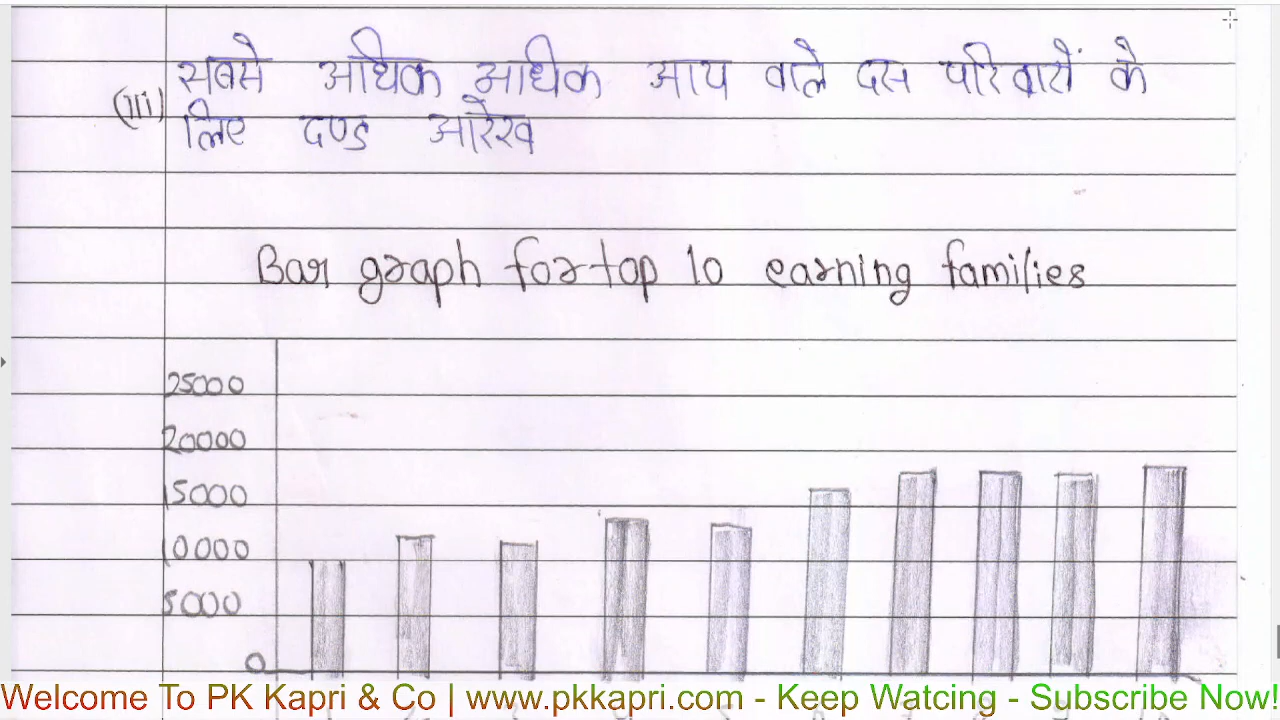 (iii) सबसे अधिक अधिक आय वाले दस परिवारों के
लिए दण्ड आरेख
Bar graph for top 10 earning families
25000
20000
15000
10000
5000
0
Welcome To PK Kapri & Co | www.pkkapri.com - Keep Watcing - Subscribe Now!